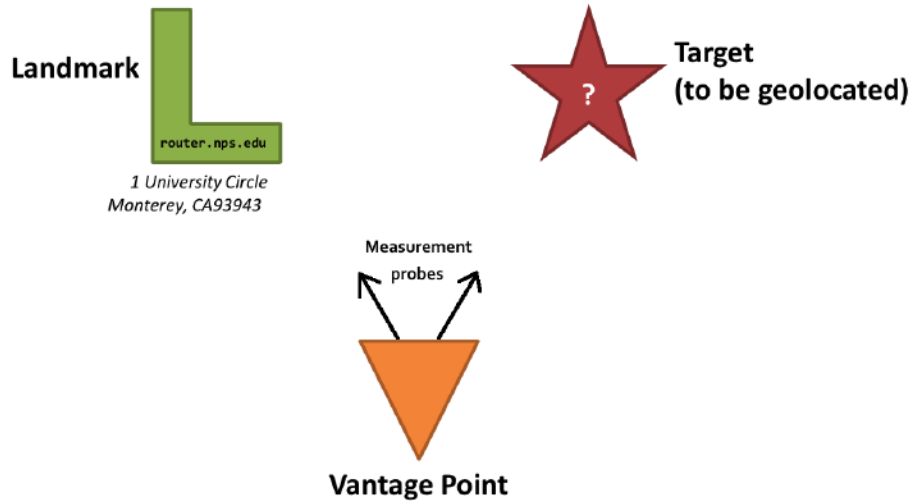 Landmark
router.nps.edu
1 University Circle
Monterey, CA93943
?
Target
(to be geolocated)
Measurement
probes
Vantage Point